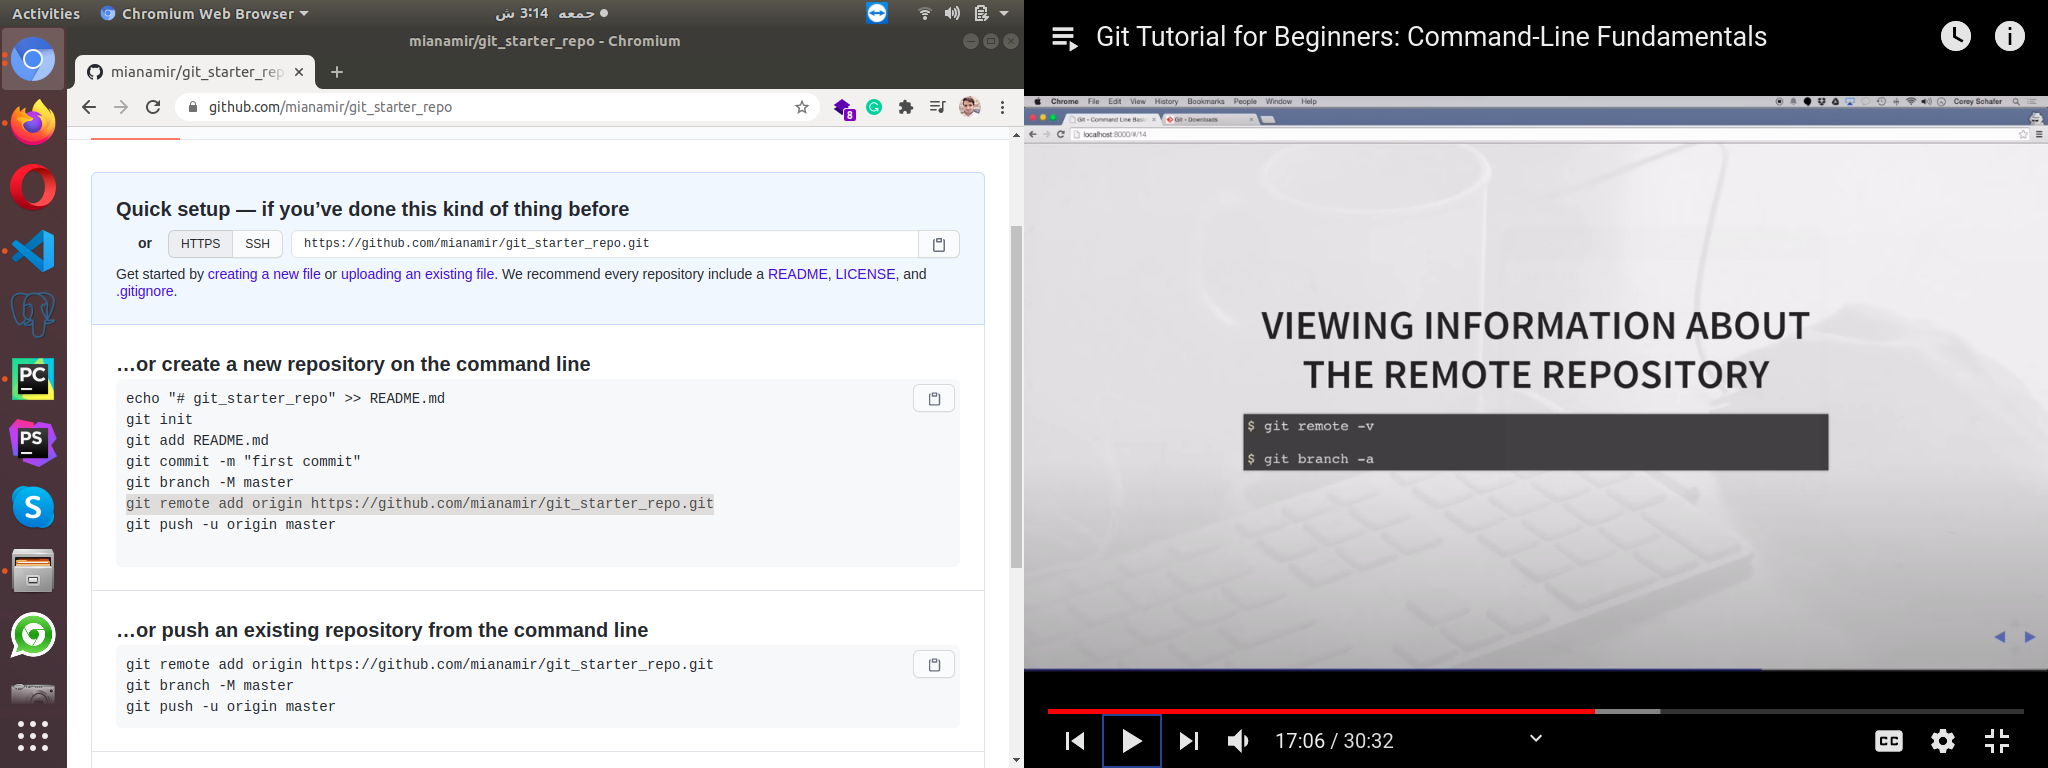 Activities
Chromium Web Browser
جمعه 3:14 ش
mianamir/git_starter_repo - Chromium
mianamir/git_starter_rep
github.com/mianamir/git_starter_repo
8
Quick setup — if you’ve done this kind of thing before
or HTTPS SSH https://github.com/mianamir/git_starter_repo.git
Get started by creating a new file or uploading an existing file. We recommend every repository include a README, LICENSE, and
.gitignore.
…or create a new repository on the command line
echo "# git_starter_repo" >> README.md
git init
git add README.md
git commit -m "first commit"
git branch -M master
git remote add origin https://github.com/mianamir/git_starter_repo.git
git push -u origin master
…or push an existing repository from the command line
git remote add origin https://github.com/mianamir/git_starter_repo.git
git branch -M master
git push -u origin master
PC
PS
Git Tutorial for Beginners: Command-Line Fundamentals
Chrome File Edit View History Bookmarks People Window Help
Corey Schafer
Git - Command Line Basi
Git - Downloads
localhost:8000/#/14
VIEWING INFORMATION ABOUT
THE REMOTE REPOSITORY
$ git remote -v
$ git branch -a
17:06 / 30:32
CC